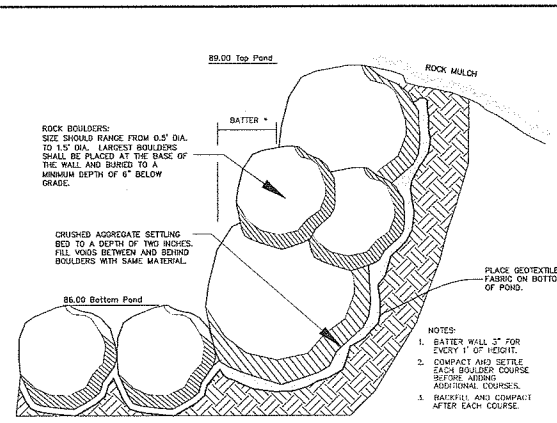 89.00 Top Pond
ROCK MULCH
BATTER *
ROCK BOULDERS:
SIZE SHOULD RANGE FROM 0.5' DIA.
TO 1.5' DIA. LARGEST BOULDERS
SHALL BE PLACED AT THE BASE OF
THE WALL AND BURIED TO A
MINIMUM DEPTH OF 6" BELOW
GRADE.
CRUSHED AGGREGATE SETTLING
BED TO A DEPTH OF TWO INCHES.
FILL VOIDS BETWEEN AND BEHIND
BOULDERS WITH SAME MATERIAL.
PLACE GEOTEXTILE
FABRIC ON BOTTO
OF POND.
86.00 Bottom Pond
NOTES:
1. BATTER WALL 3" FOR
EVERY 1' OF HEIGHT.
2. COMPACT AND SETTLE
EACH BOULDER COURSE
BEFORE ADDING
ADDITIONAL COURSES.
3. BACKFILL AND COMPACT
AFTER EACH COURSE.